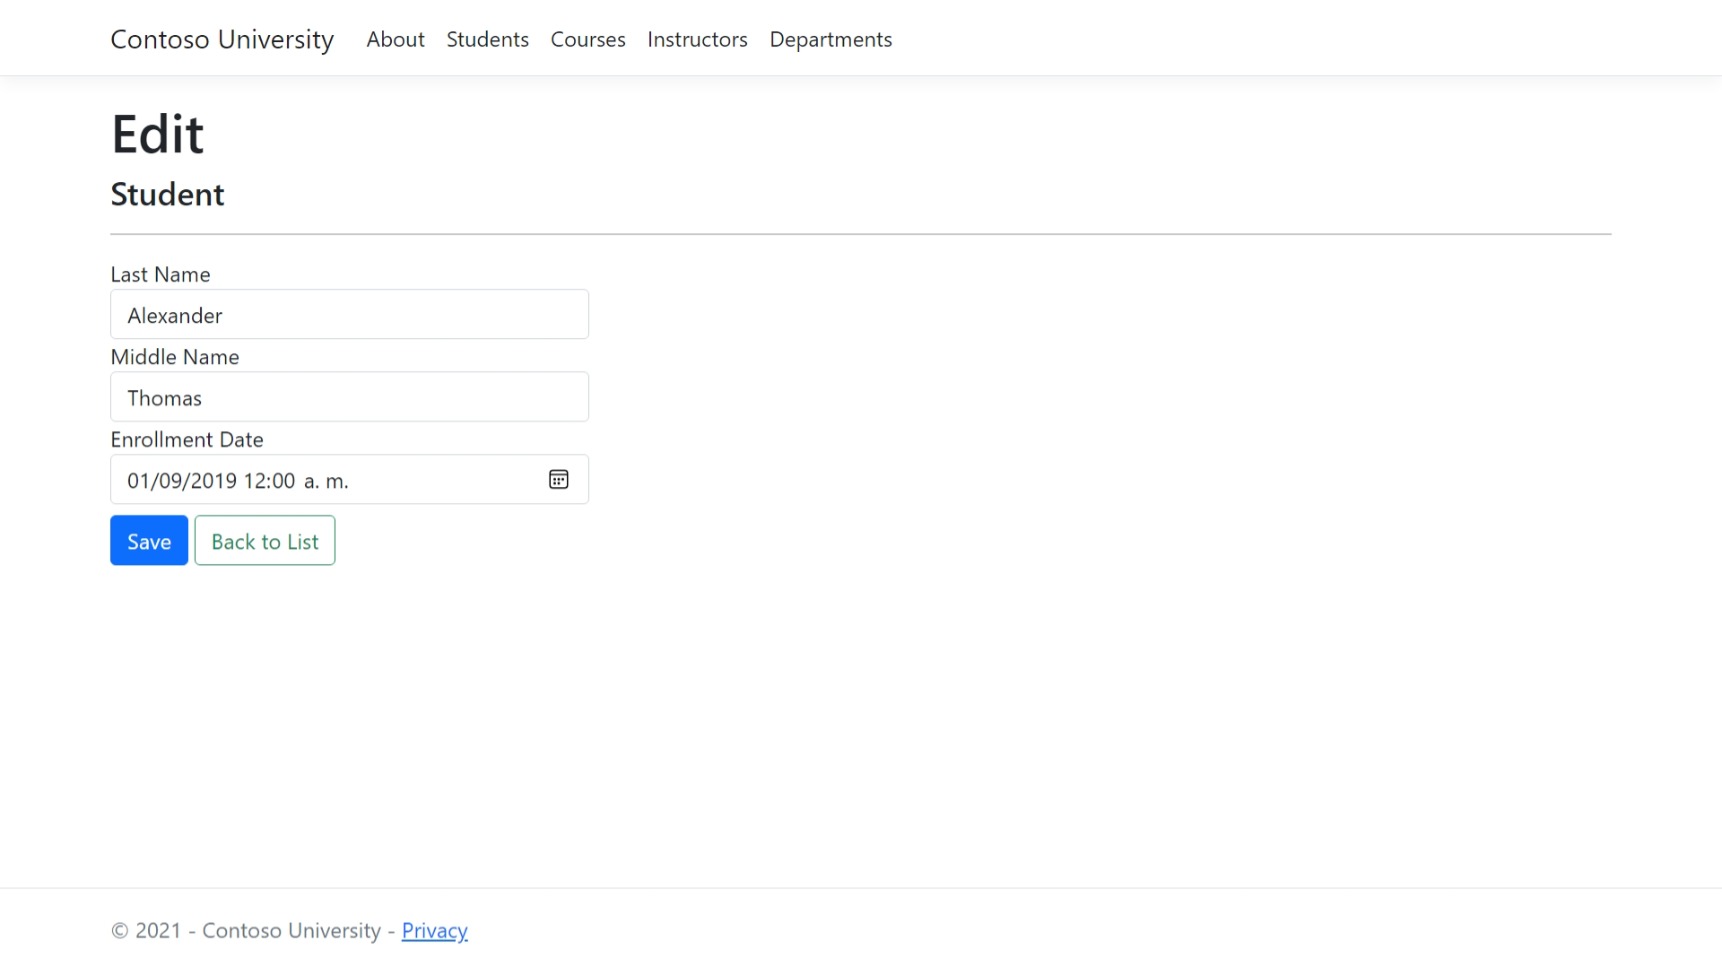 Contoso University About Students Courses Instructors Departments
Edit
Student
Last Name
Alexander
Middle Name
Thomas
Enrollment Date
01/09/2019 12:00 a. m.
Save Back to List
© 2021 - Contoso University - Privacy